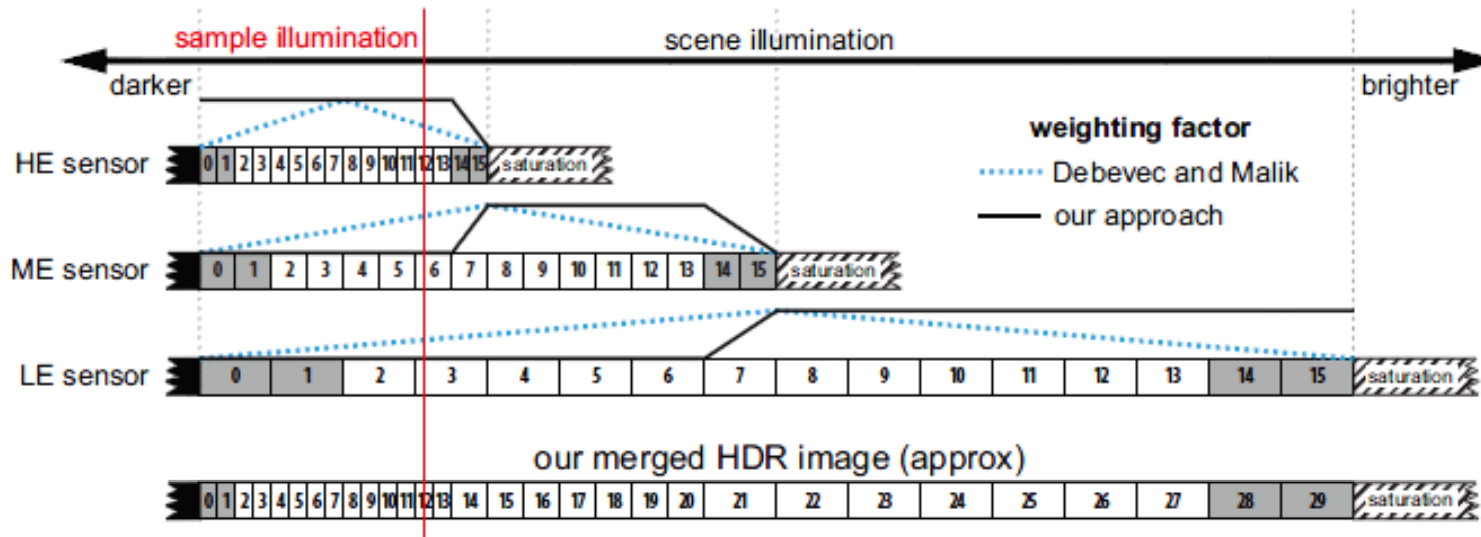 sample illumination
scene illumination
darker
brighter
weighting factor
HE sensor
0 1 2 3 4 5 6 7 8 9 10 11 12 13 14 15 saturation
Debevec and Malik
our approach
ME sensor
0 1 2 3 4 5 6 7 8 9 10 11 12 13 14 15 saturation
LE sensor
0 1 2 3 4 5 6 7 8 9 10 11 12 13 14 15 saturation
our merged HDR image (approx)
0 1 2 3 4 5 6 7 8 9 10 11 12 13 14 15 16 17 18 19 20 21 22 23 24 25 26 27 28 29 saturation